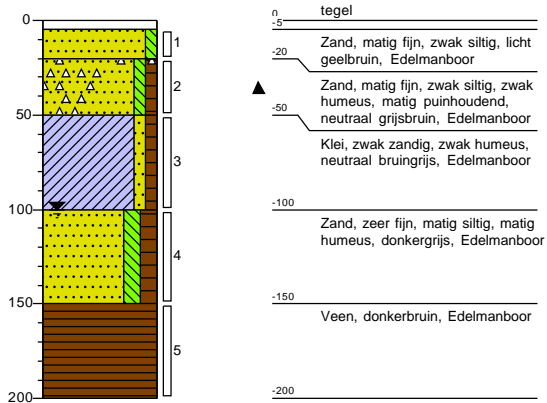 0
50
100
150
200
1
2
3
4
5
0
tegel
-5
Zand, matig fijn, zwak siltig, licht
geelbruin, Edelmanboor
-20
Zand, matig fijn, zwak siltig, zwak
humeus, matig puinhoudend,
neutraal grijsbruin, Edelmanboor
-50
Klei, zwak zandig, zwak humeus,
neutraal bruingrijs, Edelmanboor
-100
Zand, zeer fijn, matig siltig, matig
humeus, donkergrijs, Edelmanboor
-150
Veen, donkerbruin, Edelmanboor
-200